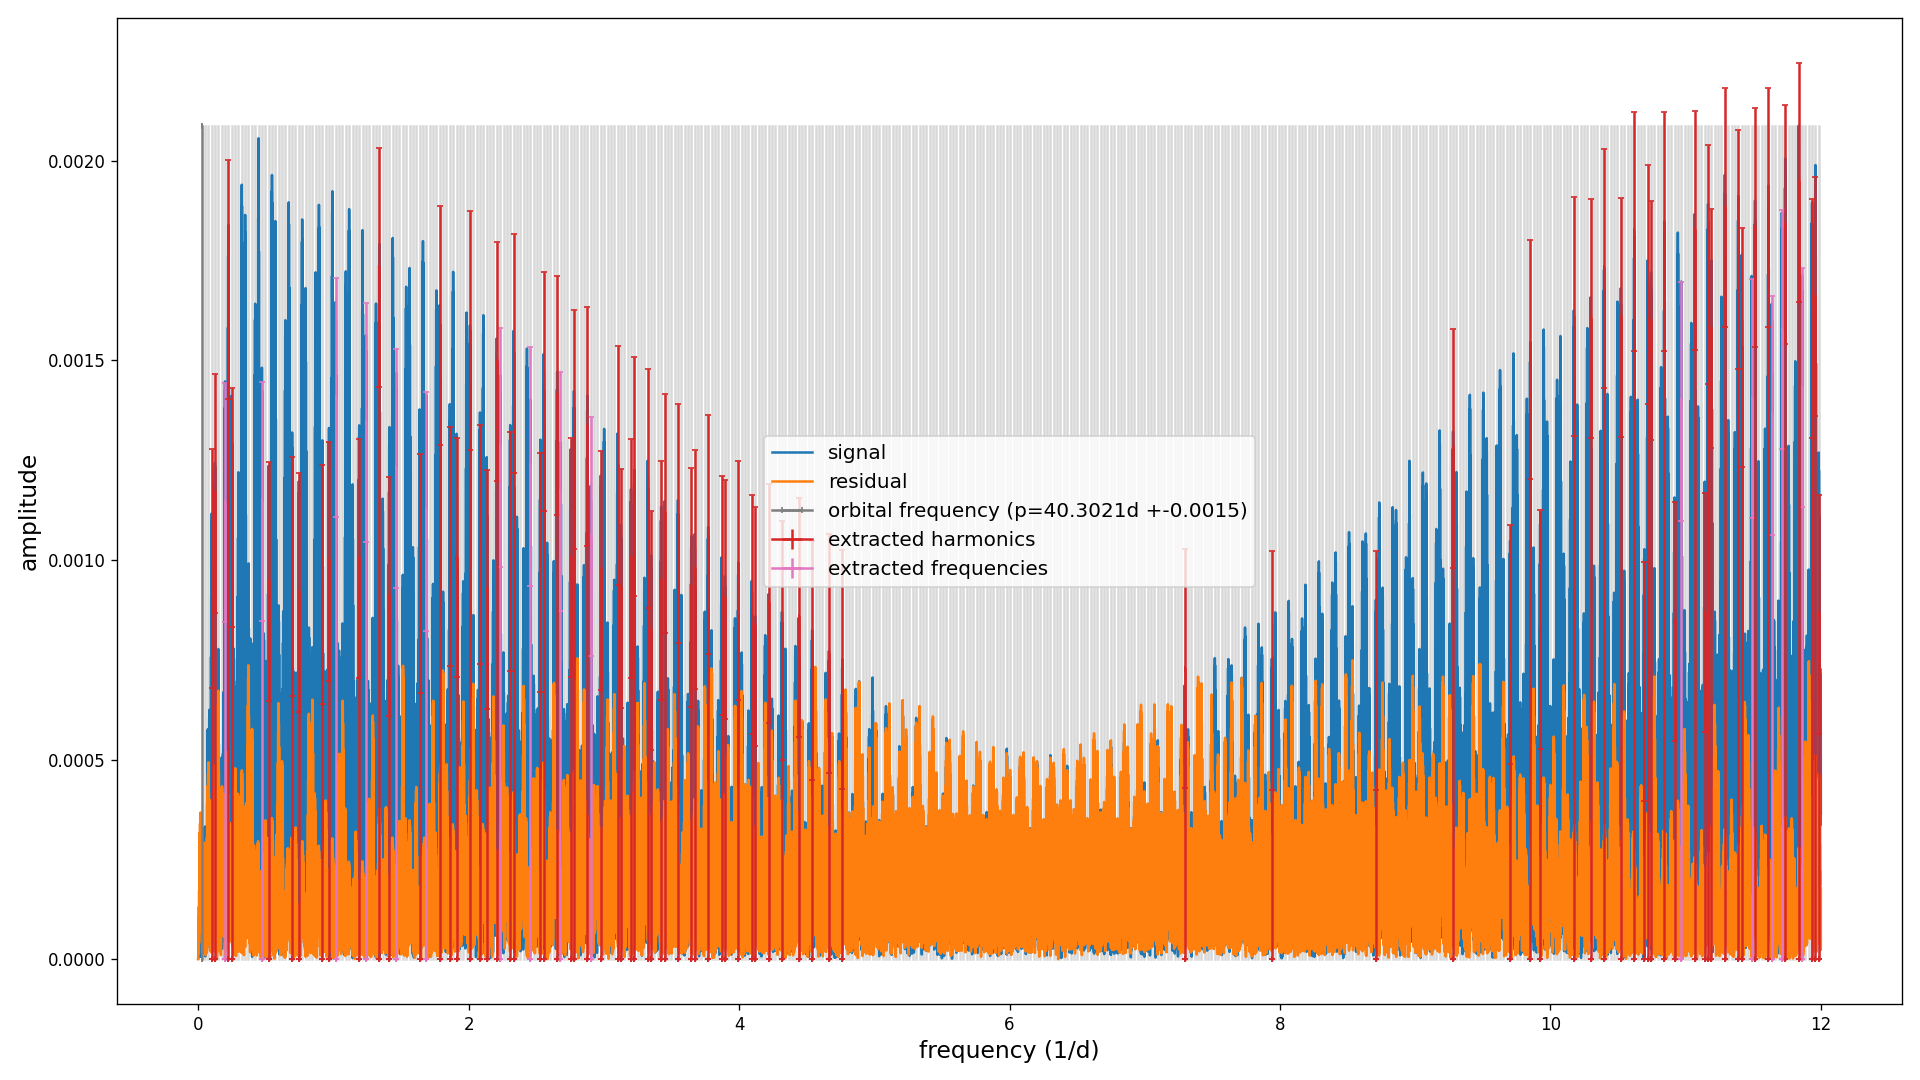 amplitude
0.0020
0.0015
0.0010
0.0005
0.0000
signal
residual
orbital frequency (p=40.3021d +-0.0015)
extracted harmonics
extracted frequencies
0 2 4 6 8 10 12
frequency (1/d)